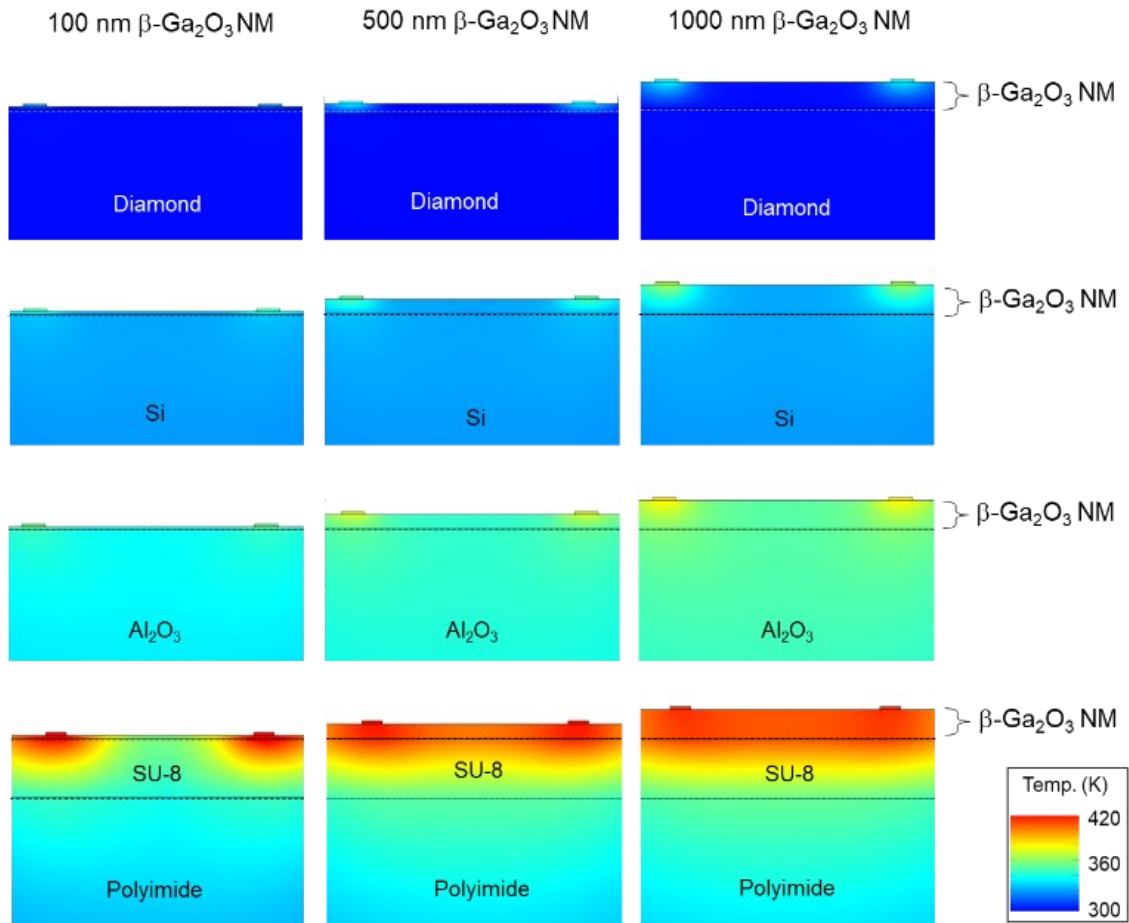 100 nm β-Ga₂O₃ NM
500 nm β-Ga₂O₃ NM
1000 nm β-Ga₂O₃ NM
β-Ga₂O₃ NM
Diamond
Diamond
Diamond
β-Ga₂O₃ NM
Si
Si
Si
β-Ga₂O₃ NM
Al₂O₃
Al₂O₃
Al₂O₃
β-Ga₂O₃ NM
SU-8
SU-8
SU-8
Polyimide
Polyimide
Polyimide
Temp. (K)
420
360
300